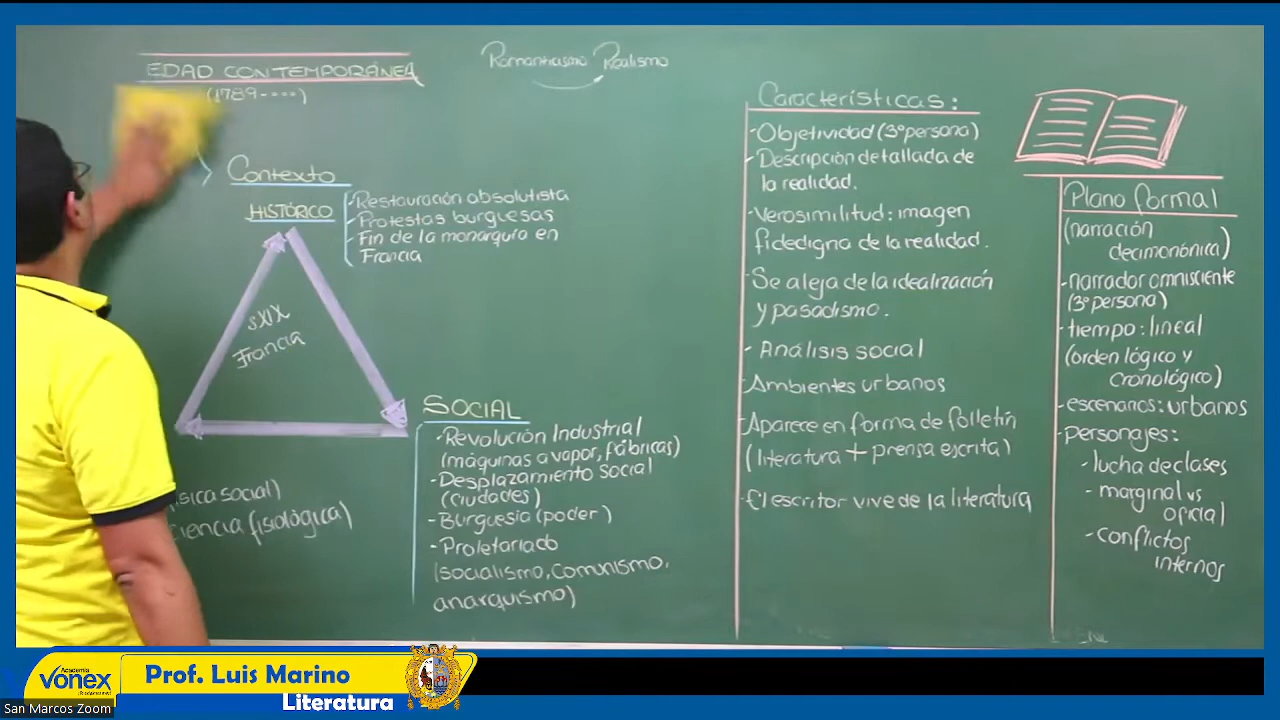 EDAD CONTEMPORÁNEA
(1789----)
Romanticismo Realismo
Contexto
HISTÓRICO
-Restauración absolutista
-Protestas burguesas
-Fin de la monarquía en
Francia
SXIX
Francia
SOCIAL
-Revolución Industrial
(máquinas a vapor, fábricas)
-Desplazamiento social
(ciudades)
-Burguesía (poder)
-Proletariado
(socialismo, comunismo,
anarquismo)
social)
ciencia fisiológica)
Características:
-Objetividad (3° persona)
-Descripción detallada de
la realidad.
-Verosimilitud: imagen
fidedigna de la realidad.
-Se aleja de la idealización
y pasadismo.
-Análisis social
-Ambientes urbanos
-Aparece en forma de folletín
(literatura + prensa escrita)
-El escritor vive de la literatura
Plano formal
(narración
decimonónica)
-narrador omnisciente
(3° persona)
-tiempo: lineal
(orden lógico y
cronológico)
-escenarios: urbanos
-personajes:
-lucha de clases
-marginal vs
oficial
-conflictos
internos
Academia
VONEX
Prof. Luis Marino
Literatura
San Marcos Zoom